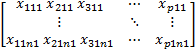 x111 x211 x311 ⋯ xp11
⋮ ⋱ ⋮
x11n1 x21n1 x31n1 ⋯ xp1n1